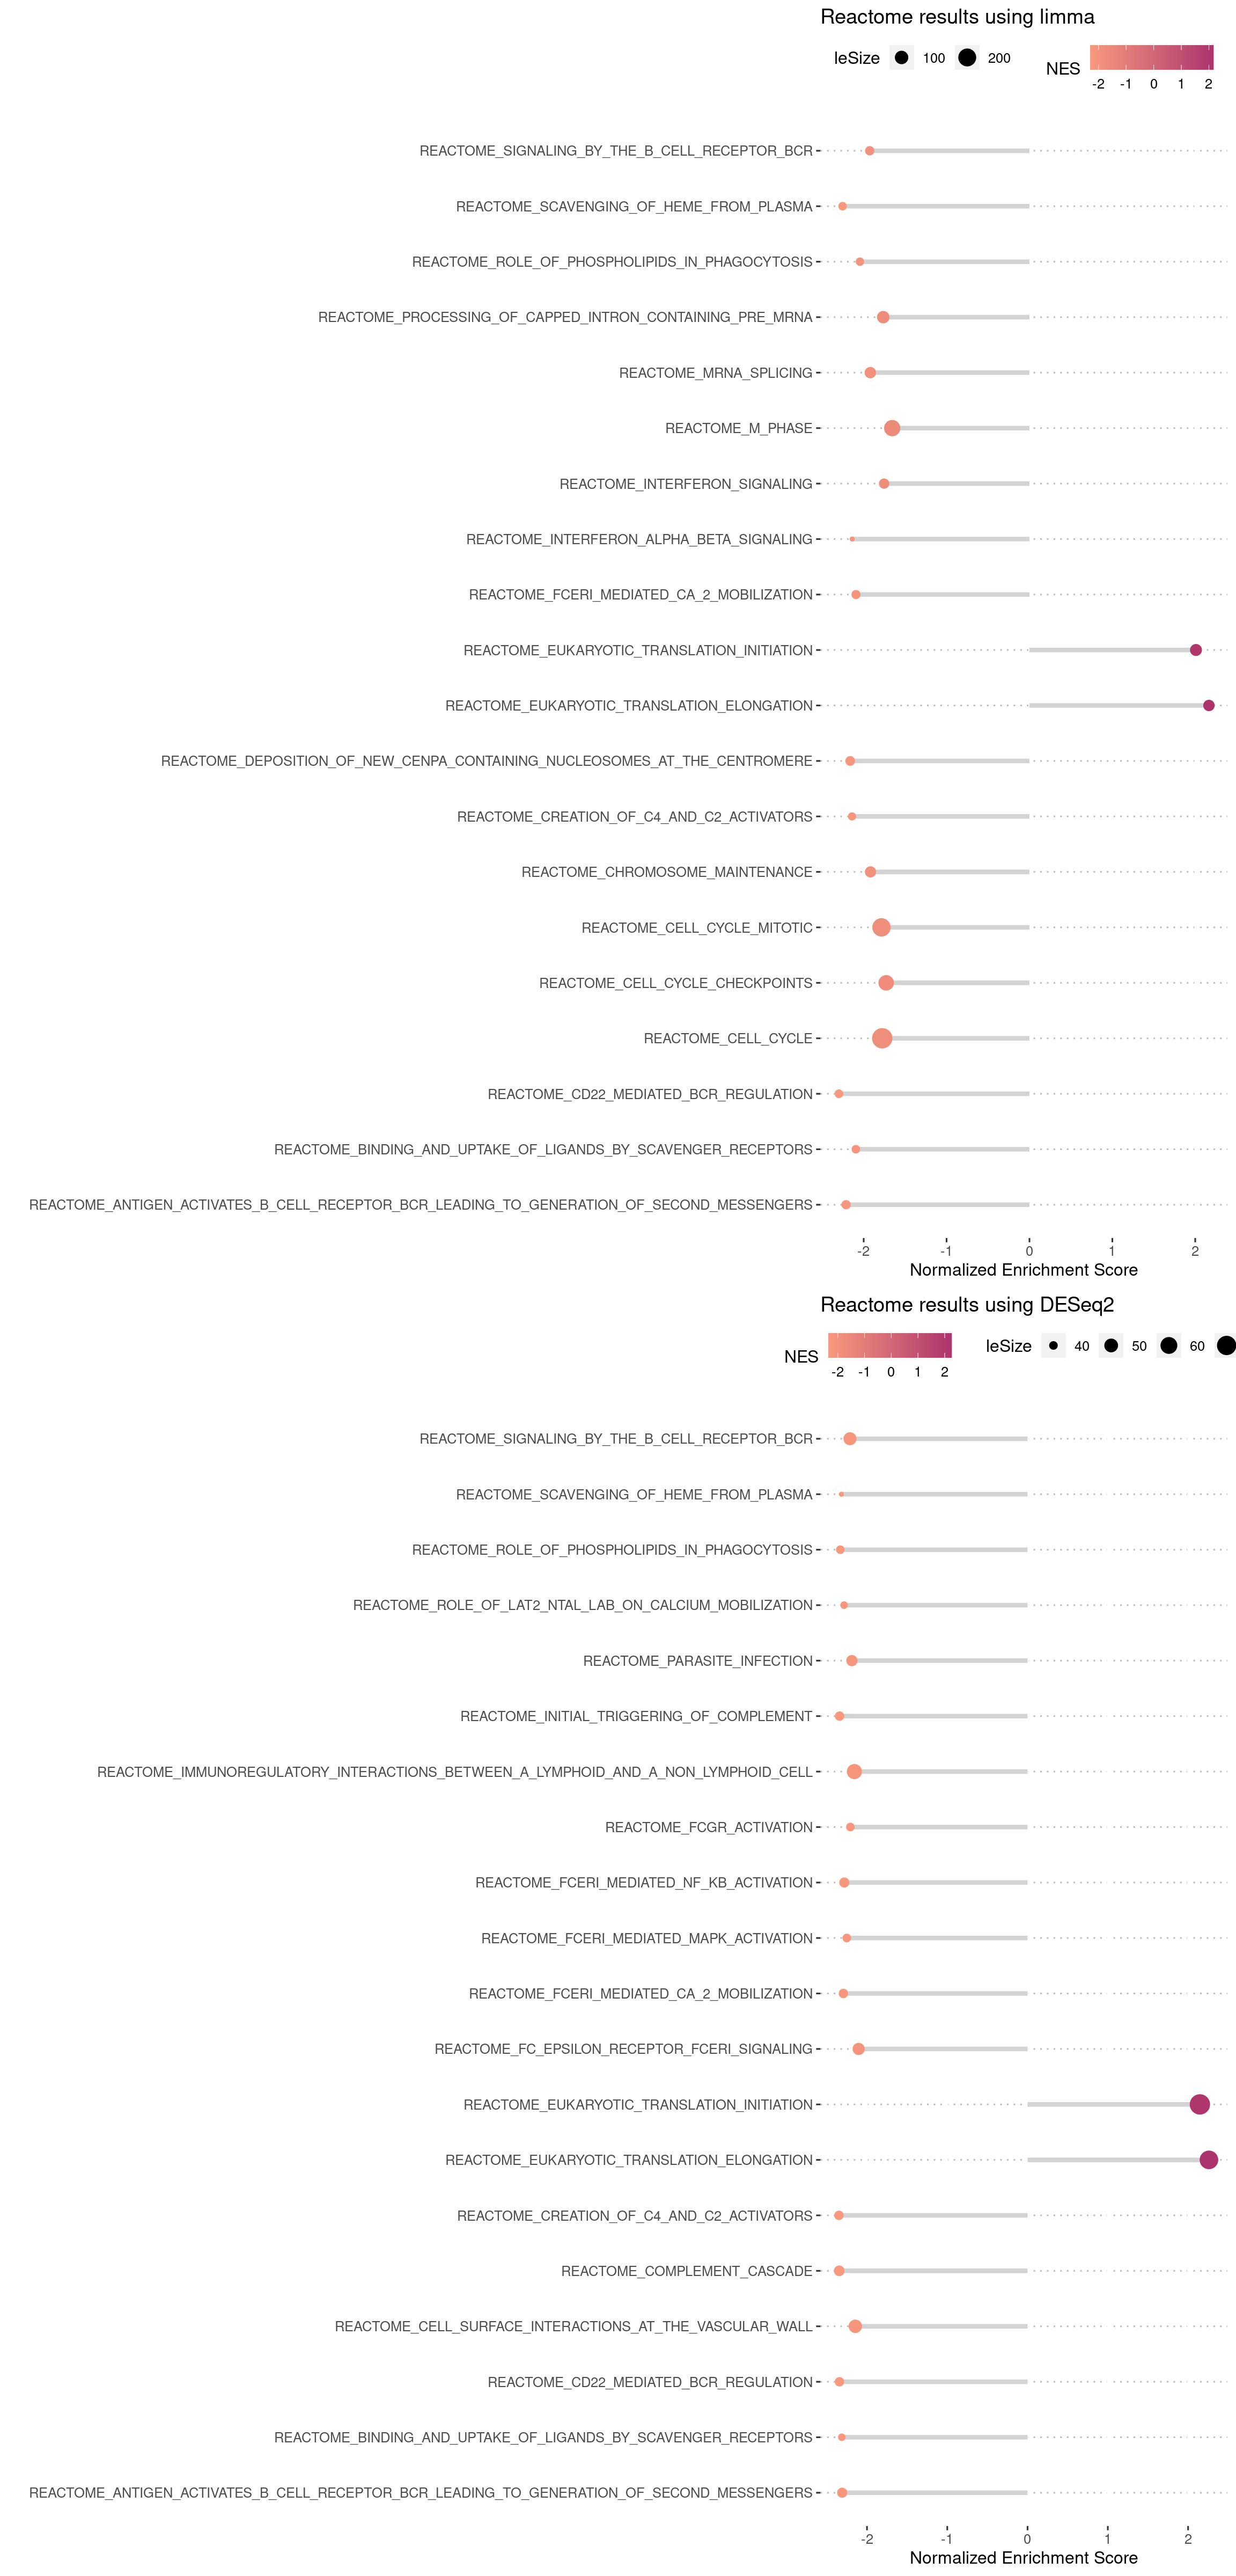 Reactome results using limma
leSize 100 200
NES
-2 -1 0 1 2
REACTOME_SIGNALING_BY_THE_B_CELL_RECEPTOR_BCR
REACTOME_SCAVENGING_OF_HEME_FROM_PLASMA
REACTOME_ROLE_OF_PHOSPHOLIPIDS_IN_PHAGOCYTOSIS
REACTOME_PROCESSING_OF_CAPPED_INTRON_CONTAINING_PRE_MRNA
REACTOME_MRNA_SPLICING
REACTOME_M_PHASE
REACTOME_INTERFERON_SIGNALING
REACTOME_INTERFERON_ALPHA_BETA_SIGNALING
REACTOME_FCERI_MEDIATED_CA_2_MOBILIZATION
REACTOME_EUKARYOTIC_TRANSLATION_INITIATION
REACTOME_EUKARYOTIC_TRANSLATION_ELONGATION
REACTOME_DEPOSITION_OF_NEW_CENPA_CONTAINING_NUCLEOSOMES_AT_THE_CENTROMERE
REACTOME_CREATION_OF_C4_AND_C2_ACTIVATORS
REACTOME_CHROMOSOME_MAINTENANCE
REACTOME_CELL_CYCLE_MITOTIC
REACTOME_CELL_CYCLE_CHECKPOINTS
REACTOME_CELL_CYCLE
REACTOME_CD22_MEDIATED_BCR_REGULATION
REACTOME_BINDING_AND_UPTAKE_OF_LIGANDS_BY_SCAVENGER_RECEPTORS
REACTOME_ANTIGEN_ACTIVATES_B_CELL_RECEPTOR_BCR_LEADING_TO_GENERATION_OF_SECOND_MESSENGERS
-2 -1 0 1 2
Normalized Enrichment Score
Reactome results using DESeq2
NES
-2 -1 0 1 2
leSize 40 50 60
REACTOME_SIGNALING_BY_THE_B_CELL_RECEPTOR_BCR
REACTOME_SCAVENGING_OF_HEME_FROM_PLASMA
REACTOME_ROLE_OF_PHOSPHOLIPIDS_IN_PHAGOCYTOSIS
REACTOME_ROLE_OF_LAT2_NTAL_LAB_ON_CALCIUM_MOBILIZATION
REACTOME_PARASITE_INFECTION
REACTOME_INITIAL_TRIGGERING_OF_COMPLEMENT
REACTOME_IMMUNOREGULATORY_INTERACTIONS_BETWEEN_A_LYMPHOID_AND_A_NON_LYMPHOID_CELL
REACTOME_FCGR_ACTIVATION
REACTOME_FCERI_MEDIATED_NF_KB_ACTIVATION
REACTOME_FCERI_MEDIATED_MAPK_ACTIVATION
REACTOME_FCERI_MEDIATED_CA_2_MOBILIZATION
REACTOME_FC_EPSILON_RECEPTOR_FCERI_SIGNALING
REACTOME_EUKARYOTIC_TRANSLATION_INITIATION
REACTOME_EUKARYOTIC_TRANSLATION_ELONGATION
REACTOME_CREATION_OF_C4_AND_C2_ACTIVATORS
REACTOME_COMPLEMENT_CASCADE
REACTOME_CELL_SURFACE_INTERACTIONS_AT_THE_VASCULAR_WALL
REACTOME_CD22_MEDIATED_BCR_REGULATION
REACTOME_BINDING_AND_UPTAKE_OF_LIGANDS_BY_SCAVENGER_RECEPTORS
REACTOME_ANTIGEN_ACTIVATES_B_CELL_RECEPTOR_BCR_LEADING_TO_GENERATION_OF_SECOND_MESSENGERS
-2 -1 0 1 2
Normalized Enrichment Score